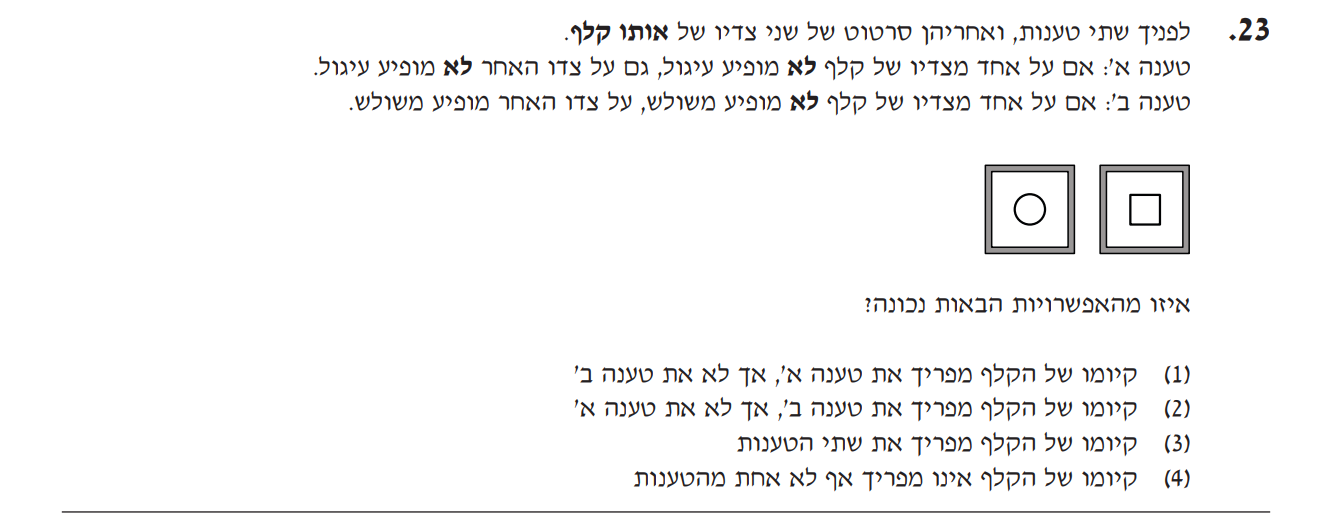 23. לפניך שתי טענות, ואחריהן סרטוט של שני צדיו של אותו קלף.
טענה א': אם על אחד מצדיו של קלף לא מופיע עיגול, גם על צדו האחר לא מופיע עיגול.
טענה ב': אם על אחד מצדיו של קלף לא מופיע משולש, על צדו האחר מופיע משולש.
איזו מהאפשרויות הבאות נכונה?
(1) קיומו של הקלף מפריך את טענה א', אך לא את טענה ב'
(2) קיומו של הקלף מפריך את טענה ב', אך לא את טענה א'
(3) קיומו של הקלף מפריך את שתי הטענות
(4) קיומו של הקלף אינו מפריך אף לא אחת מהטענות